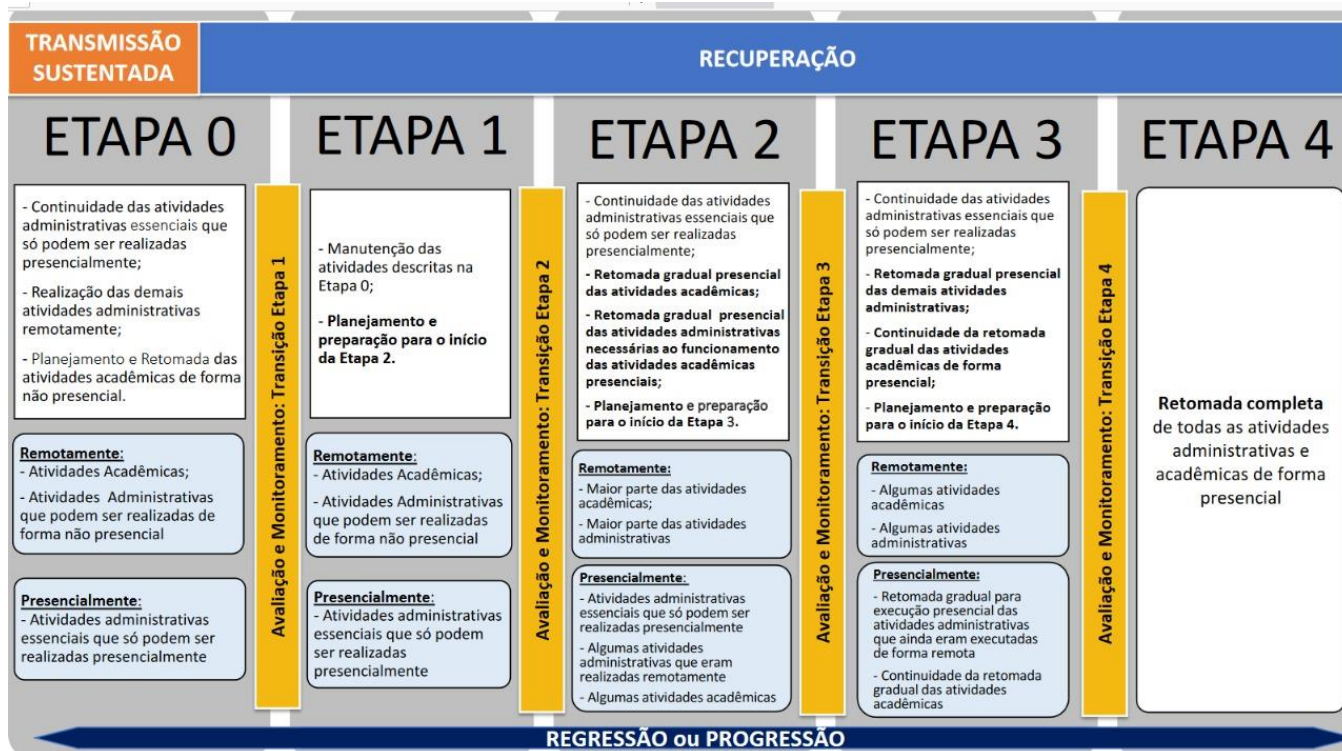 TRANSMISSÃO
SUSTENTADA
RECUPERAÇÃO
ETAPA 0
- Continuidade das atividades
administrativas essenciais que
só podem ser realizadas
presencialmente;
- Realização das demais
atividades administrativas
remotamente;
- Planejamento e Retomada das
atividades acadêmicas de forma
não presencial.
Remotamente:
- Atividades Acadêmicas;
- Atividades Administrativas
que podem ser realizadas de
forma não presencial
Presencialmente:
- Atividades administrativas
essenciais que só podem ser
realizadas presencialmente
Avaliação e Monitoramento: Transição Etapa 1
ETAPA 1
- Manutenção das
atividades descritas na
Etapa 0;
- Planejamento e
preparação para o início
da Etapa 2.
Remotamente:
- Atividades Acadêmicas;
- Atividades Administrativas
que podem ser realizadas
de forma não presencial
Presencialmente:
- Atividades administrativas
essenciais que só podem
ser realizadas
presencialmente
Avaliação e Monitoramento: Transição Etapa 2
ETAPA 2
- Continuidade das atividades
administrativas essenciais que
só podem ser realizadas
presencialmente;
- Retomada gradual presencial
das atividades acadêmicas;
- Retomada gradual presencial
das atividades administrativas
necessárias ao funcionamento
das atividades acadêmicas
presenciais;
- Planejamento e preparação
para o início da Etapa 3.
Remotamente:
- Maior parte das atividades
acadêmicas;
- Maior parte das atividades
administrativas
Presencialmente:
- Atividades administrativas
essenciais que só podem ser
realizadas presencialmente
- Algumas atividades
administrativas que eram
realizadas remotamente
- Algumas atividades acadêmicas
Avaliação e Monitoramento: Transição Etapa 3
ETAPA 3
- Continuidade das atividades
administrativas essenciais que
só podem ser realizadas
presencialmente;
- Retomada gradual presencial
das demais atividades
administrativas;
- Continuidade da retomada
gradual das atividades
acadêmicas de forma
presencial;
- Planejamento e preparação
para o início da Etapa 4.
Remotamente:
- Algumas atividades
acadêmicas
- Algumas atividades
administrativas
Presencialmente:
- Retomada gradual para
execução presencial das
atividades administrativas
que ainda eram executadas
de forma remota
- Continuidade da retomada
gradual das atividades
acadêmicas
Avaliação e Monitoramento: Transição Etapa 4
ETAPA 4
Retomada completa
de todas as atividades
administrativas e
acadêmicas de forma
presencial
REGRESSÃO ou PROGRESSÃO